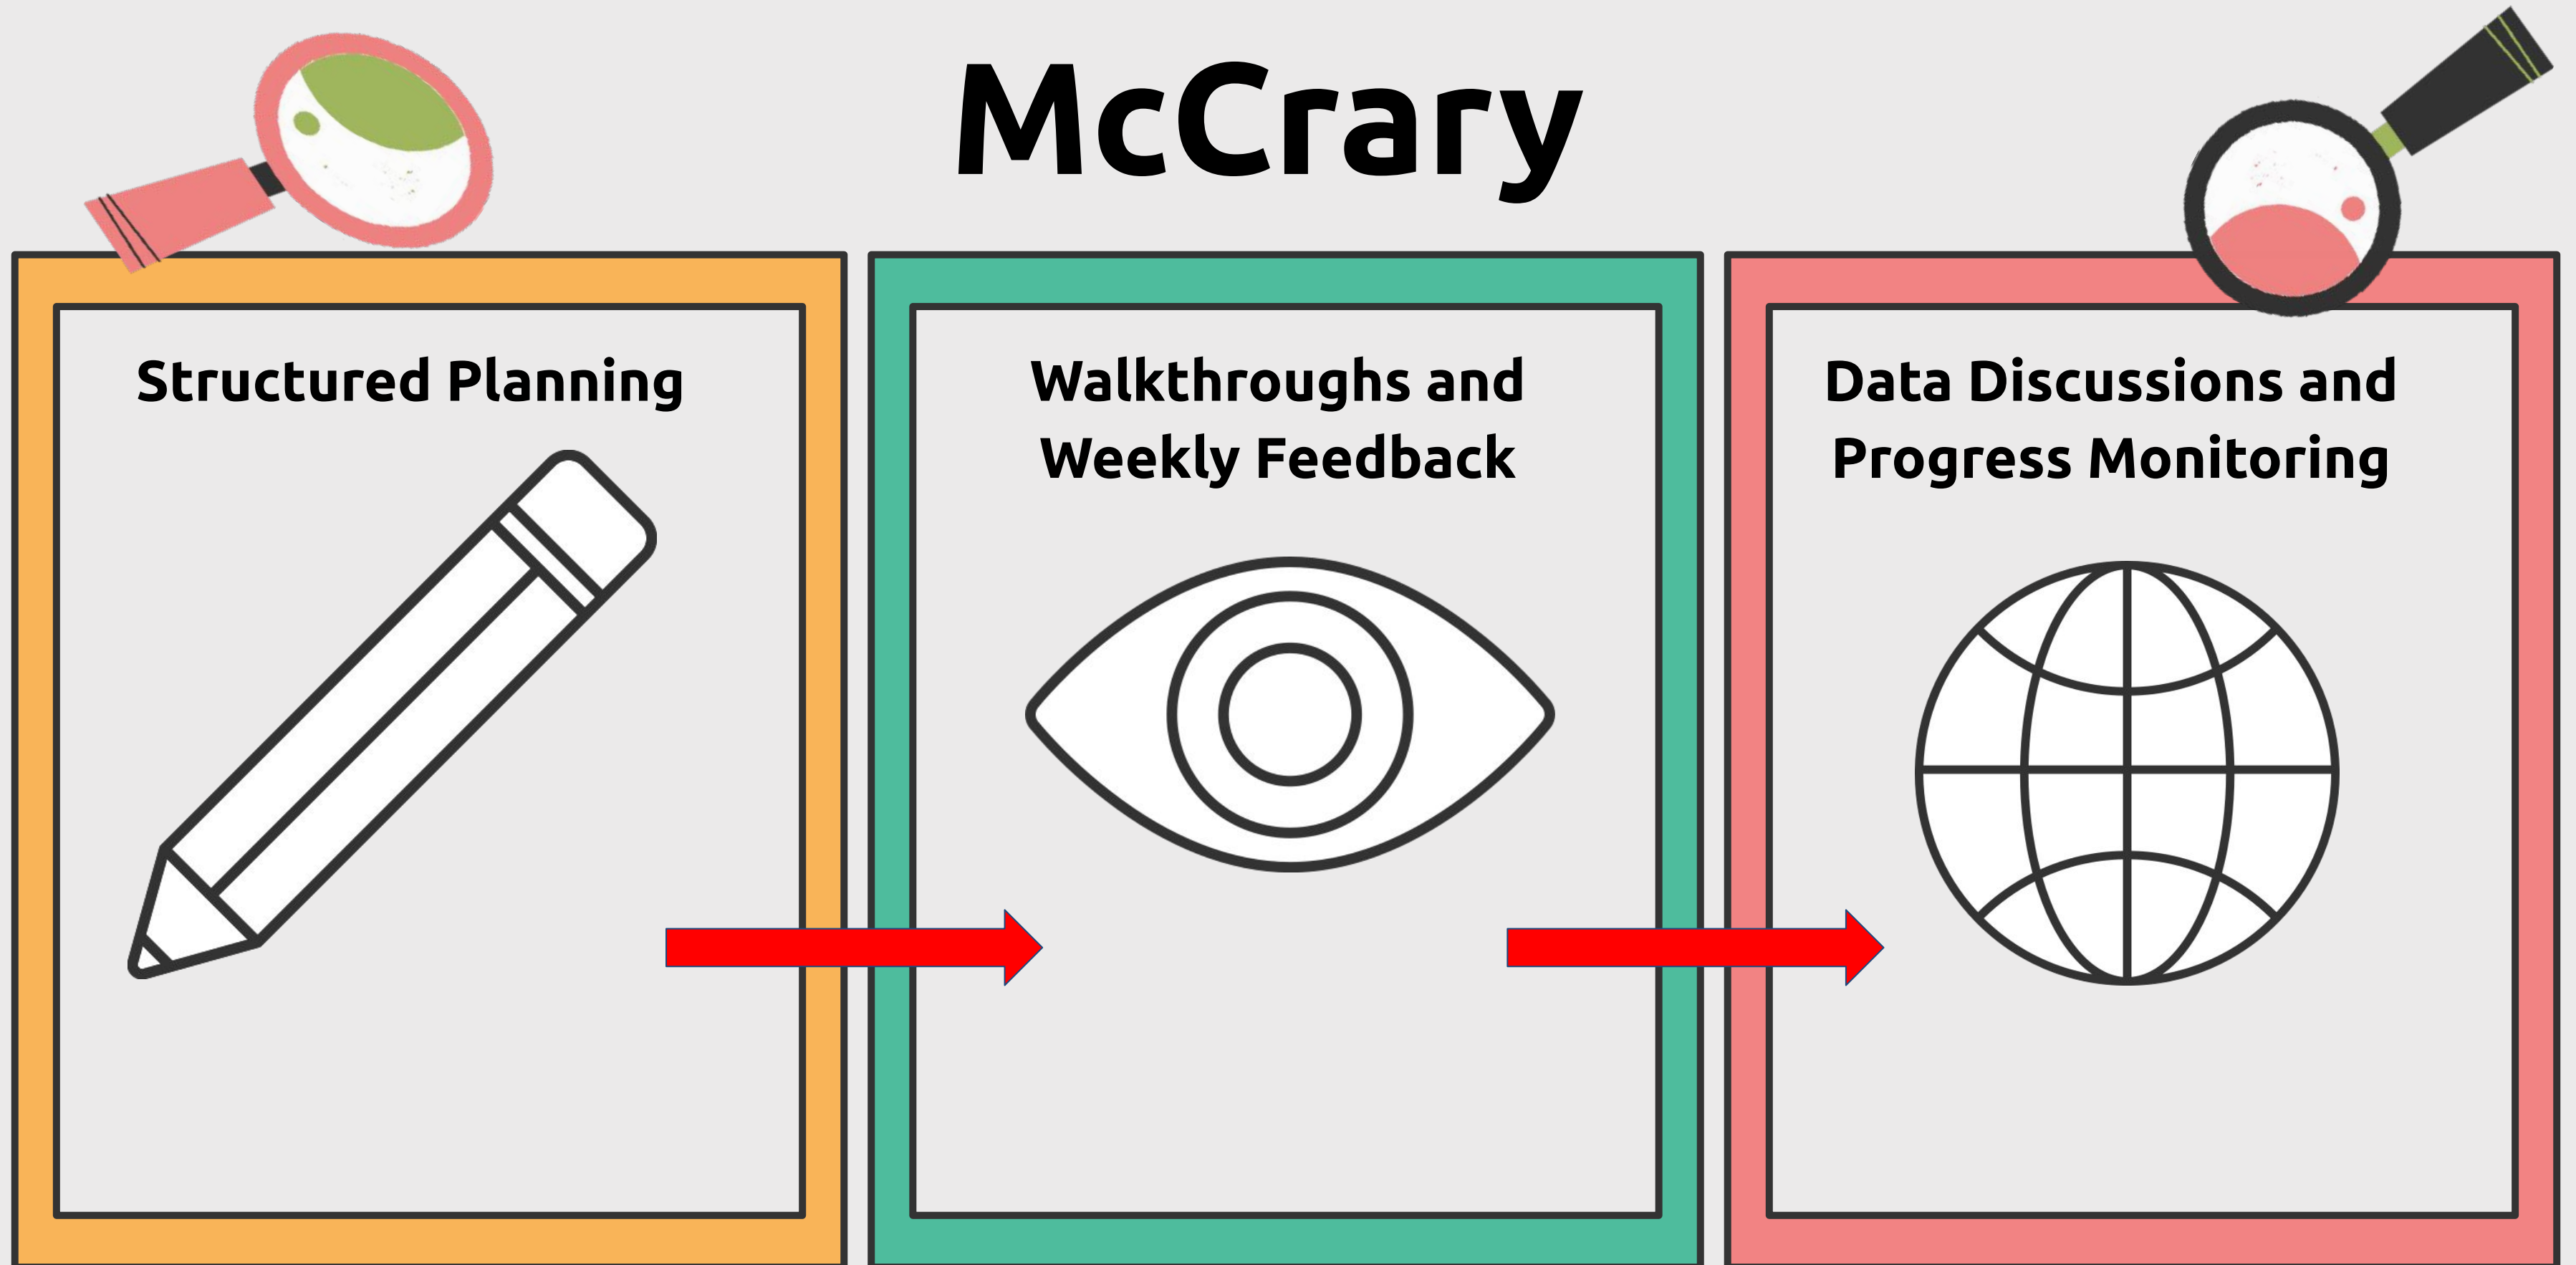 McCrary
Structured Planning
Walkthroughs and
Weekly Feedback
Data Discussions and
Progress Monitoring